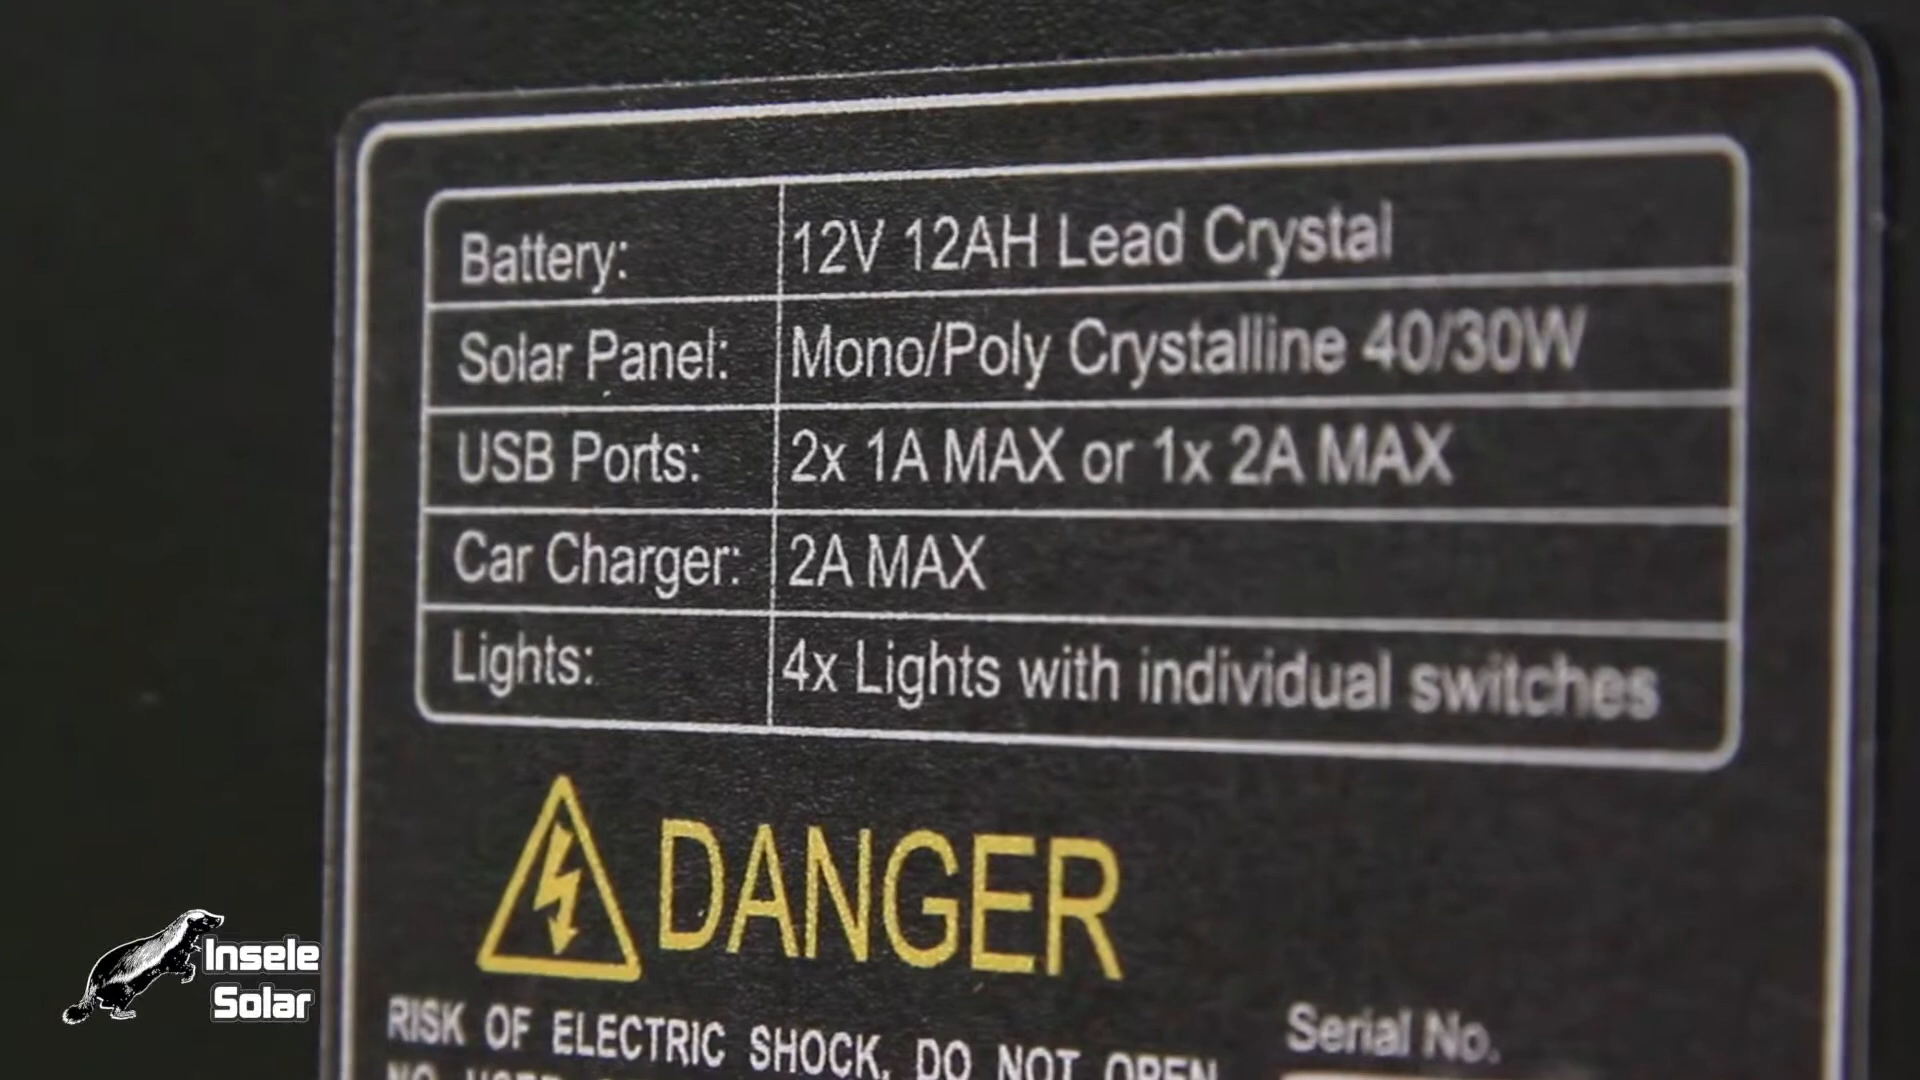 Battery: 12V 12AH Lead Crystal
Solar Panel: Mono/Poly Crystalline 40/30W
USB Ports: 2x 1A MAX or 1x 2A MAX
Car Charger: 2A MAX
Lights: 4x Lights with individual switches
DANGER
RISK OF ELECTRIC SHOCK, DO NOT OPEN
Serial No.
Insele
Solar